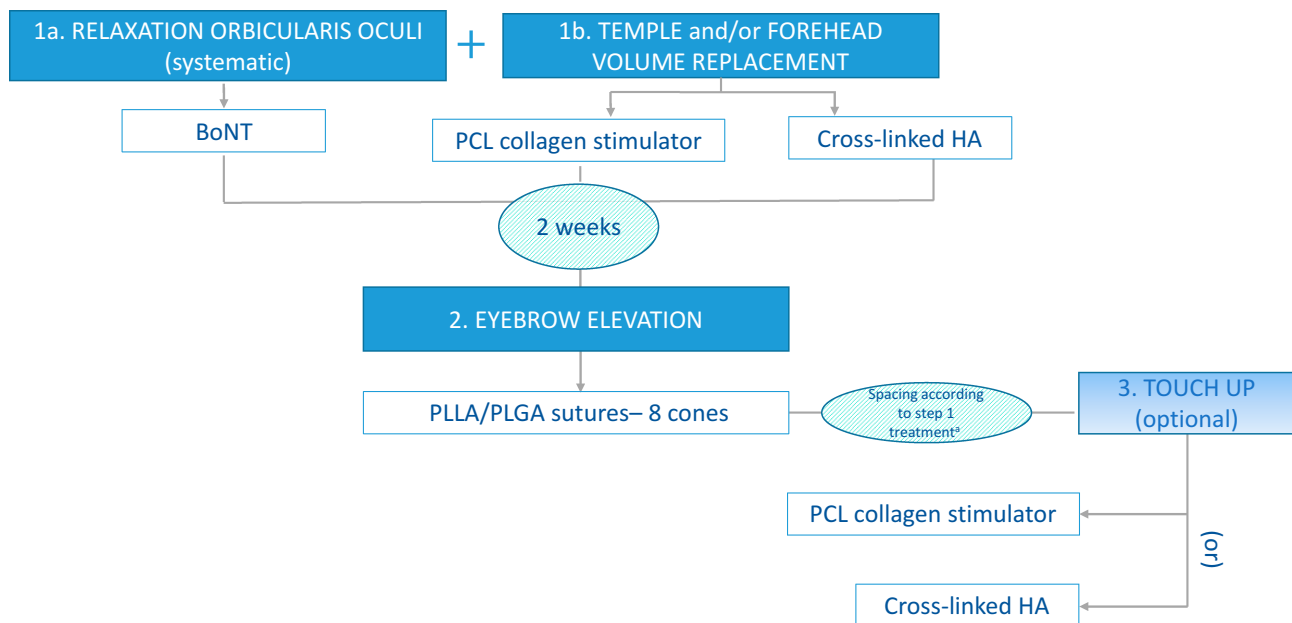 1a. RELAXATION ORBICULARIS OCULI
(systematic)
+
1b. TEMPLE and/or FOREHEAD
VOLUME REPLACEMENT
BoNT
PCL collagen stimulator
Cross-linked HA
2 weeks
2. EYEBROW ELEVATION
PLLA/PLGA sutures– 8 cones
Spacing according
to step 1
treatmentᵃ
3. TOUCH UP
(optional)
PCL collagen stimulator
(or)
Cross-linked HA